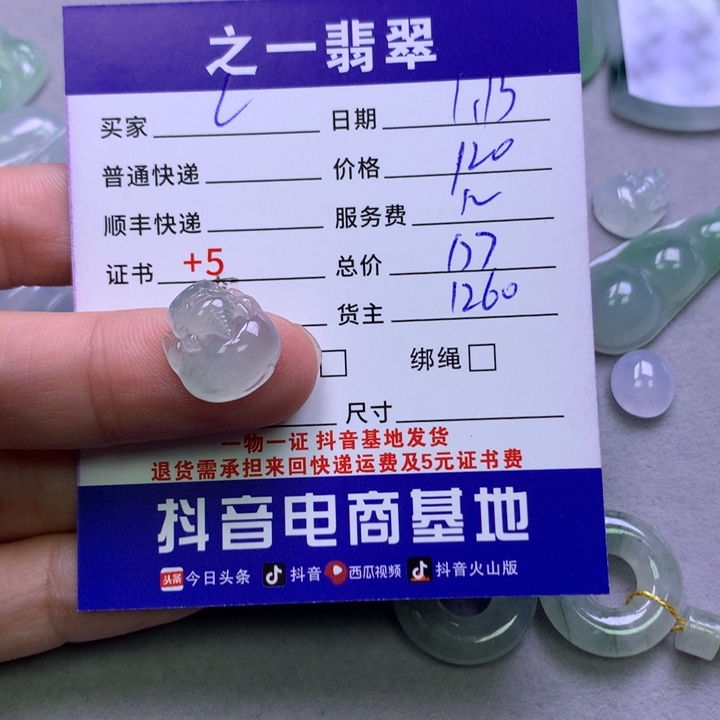 之一翡翠
买家 日期 1.15
普通快递 价格 120
顺丰快递 服务费 12
证书 +5 总价 137
货主 1260
绑绳
尺寸
一物一证 抖音基地发货
退货需承担来回快递运费及5元证书费
抖音电商基地
头条 今日头条 抖音 西瓜视频 抖音火山版